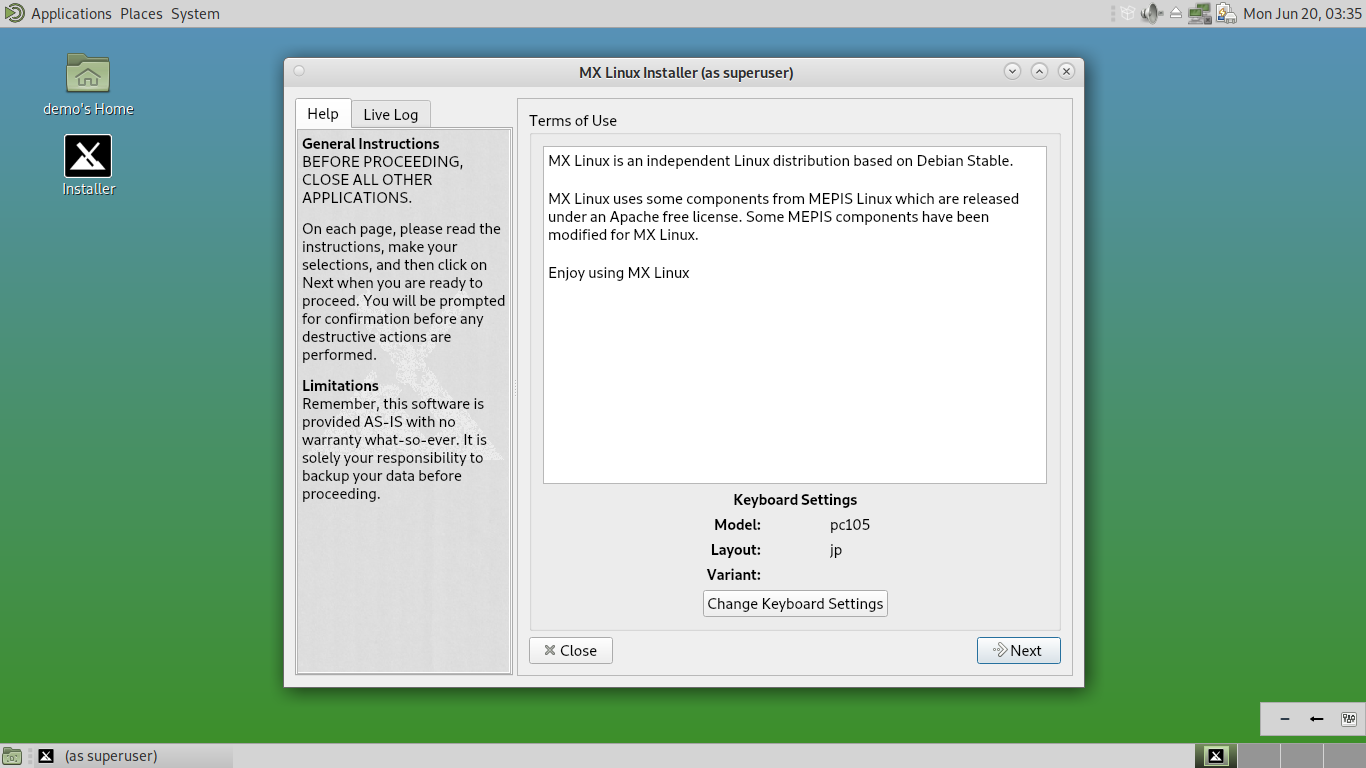 Applications Places System
Mon Jun 20, 03:35
demo's Home
Installer
MX Linux Installer (as superuser)
Help
Live Log
General Instructions
BEFORE PROCEEDING,
CLOSE ALL OTHER
APPLICATIONS.
On each page, please read the
instructions, make your
selections, and then click on
Next when you are ready to
proceed. You will be prompted
for confirmation before any
destructive actions are
performed.
Limitations
Remember, this software is
provided AS-IS with no
warranty what-so-ever. It is
solely your responsibility to
backup your data before
proceeding.
Terms of Use
MX Linux is an independent Linux distribution based on Debian Stable.
MX Linux uses some components from MEPIS Linux which are released
under an Apache free license. Some MEPIS components have been
modified for MX Linux.
Enjoy using MX Linux
Keyboard Settings
Model: pc105
Layout: jp
Variant:
Change Keyboard Settings
Close
Next
(as superuser)